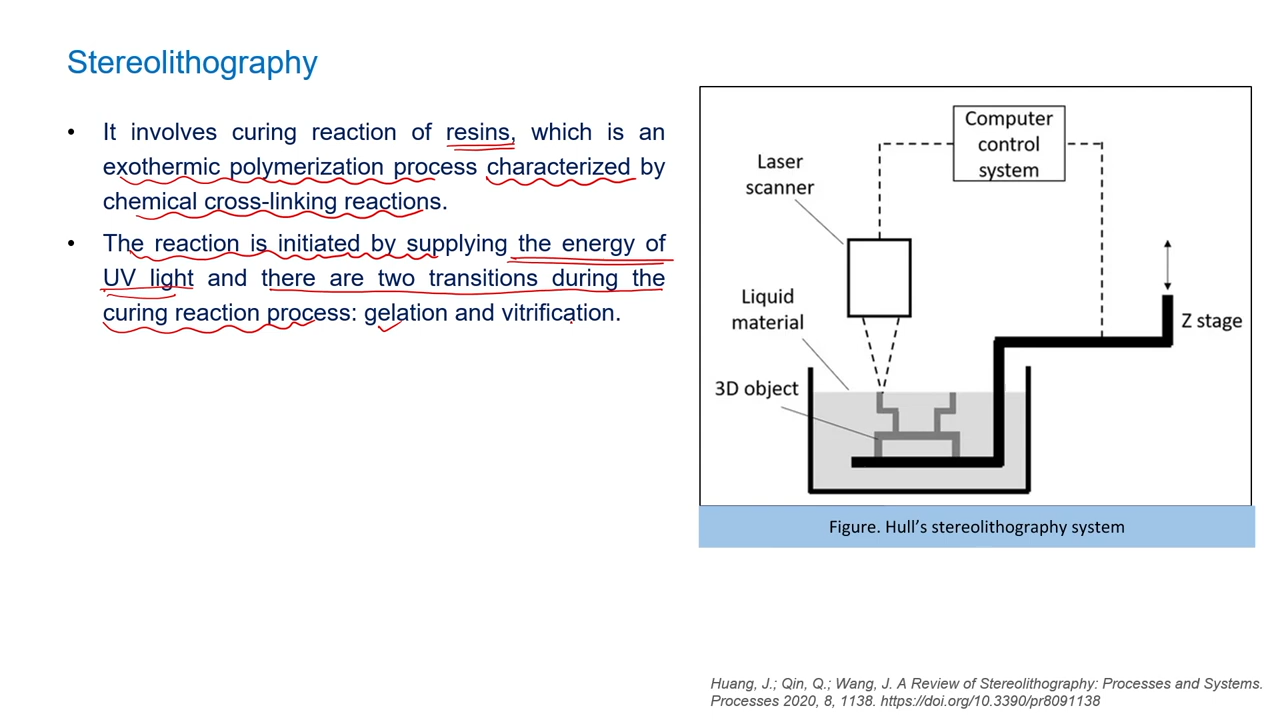 Stereolithography
• It involves curing reaction of resins, which is an
exothermic polymerization process characterized by
chemical cross-linking reactions.
• The reaction is initiated by supplying the energy of
UV light and there are two transitions during the
curing reaction process: gelation and vitrification.
Computer
control
system
Laser
scanner
Liquid
material
Z stage
3D object
Figure. Hull’s stereolithography system
Huang, J.; Qin, Q.; Wang, J. A Review of Stereolithography: Processes and Systems.
Processes 2020, 8, 1138. https://doi.org/10.3390/pr8091138